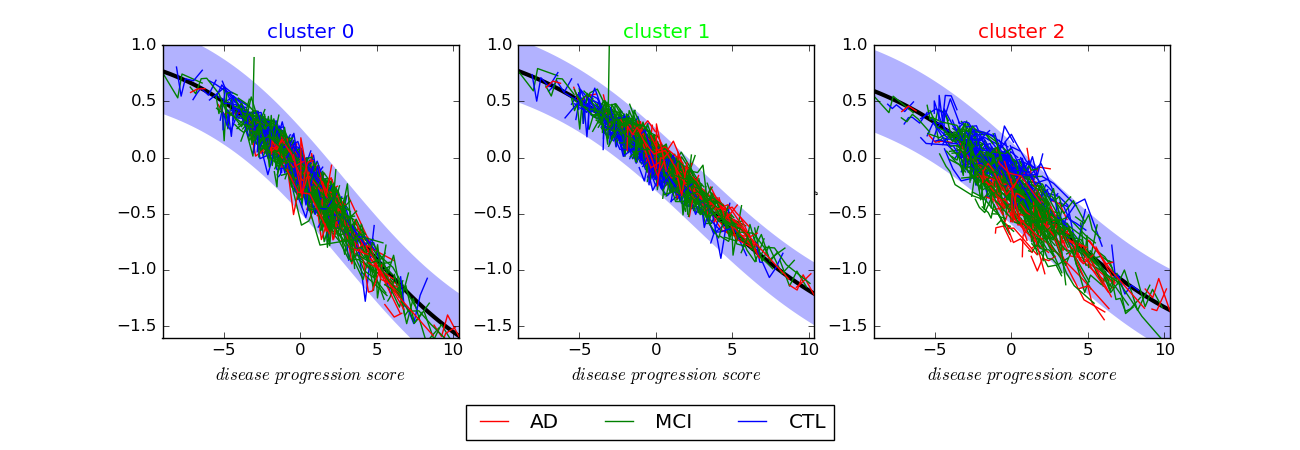 cluster 0 cluster 1 cluster 2
1.0 1.0 1.0
0.5 0.5 0.5
0.0 0.0 0.0
−0.5 −0.5 −0.5
−1.0 −1.0 −1.0
−1.5 −1.5 −1.5
−5 0 5 10 −5 0 5 10 −5 0 5 10
disease progression score disease progression score disease progression score
AD MCI CTL